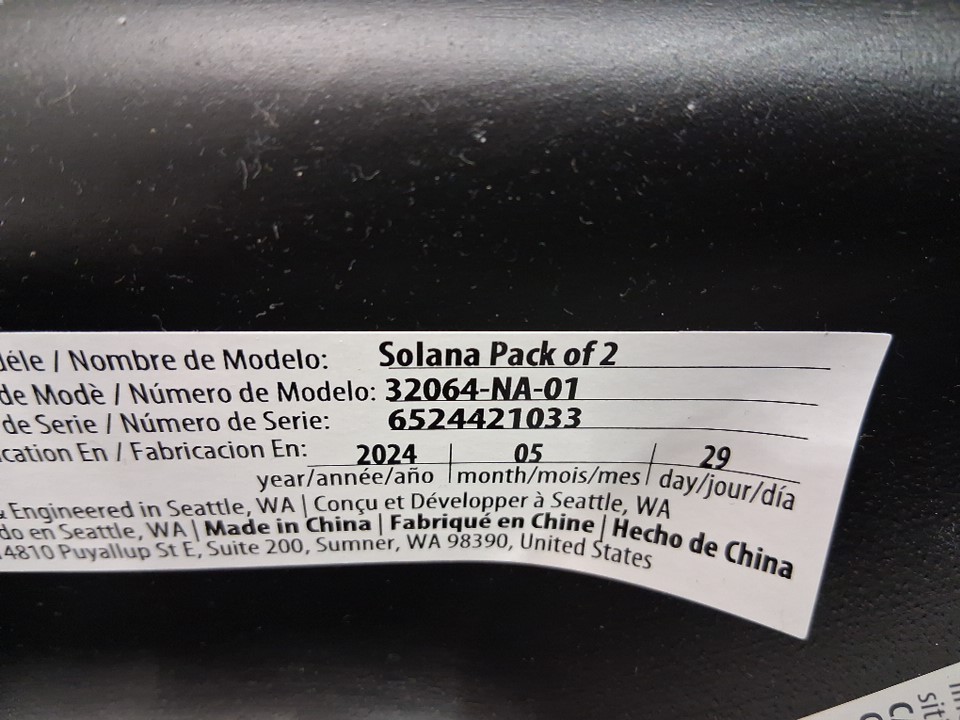 déle / Nombre de Modelo: Solana Pack of 2
de Modè / Número de Modelo: 32064-NA-01
de Serie / Número de Serie: 6524421033
cation En / Fabricacion En: 2024 | 05 | 29
year/année/año | month/mois/mes | day/jour/día
& Engineered in Seattle, WA | Conçu et Développer à Seattle, WA
do en Seattle, WA | Made in China | Fabriqué en Chine | Hecho de China
14810 Puyallup St E, Suite 200, Sumner, WA 98390, United States